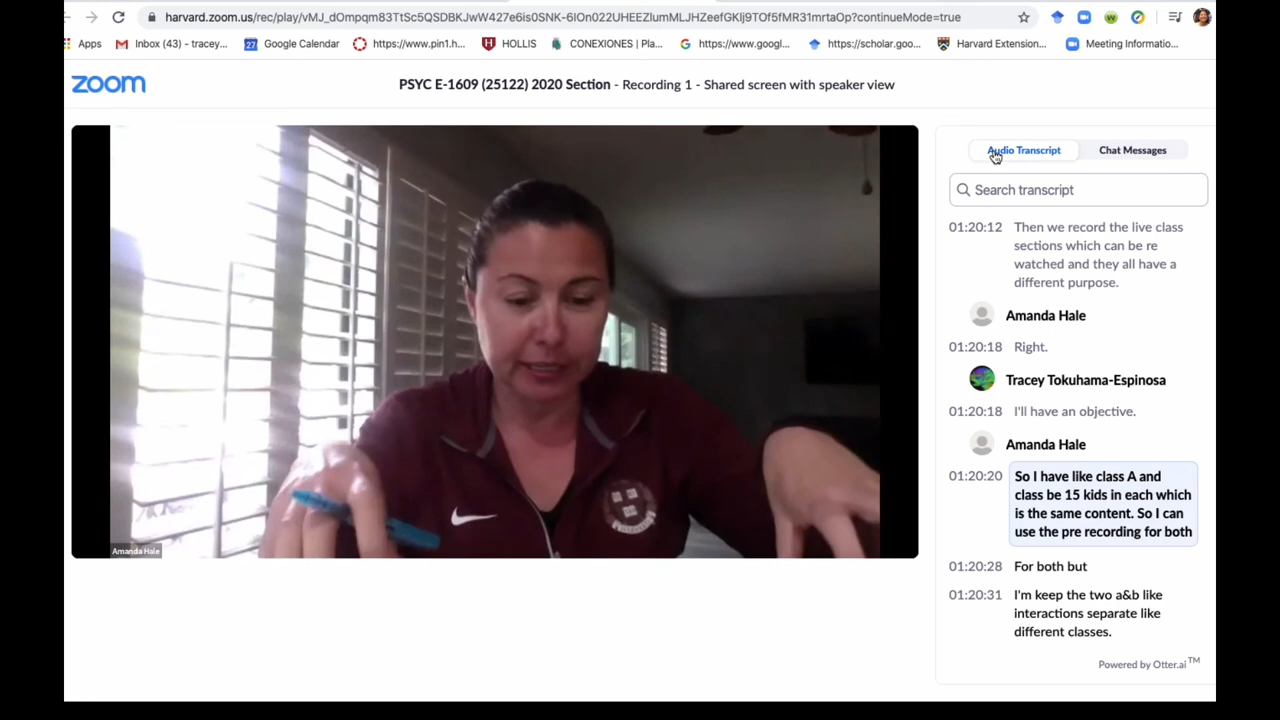 harvard.zoom.us/rec/play/vMJ_dOmpqm83TtSc5QSDBKJwW427e6is0SNK-6IOn022UHEEZlumMLJHZeefGKlj9TOf5fMR31mrtaOp?continueMode=true
Apps Inbox (43) - tracey... Google Calendar https://www.pin1.h... HOLLIS CONEXIONES | Pla... https://www.googl... https://scholar.goo... Harvard Extension... Meeting Informatio...
zoom
PSYC E-1609 (25122) 2020 Section - Recording 1 - Shared screen with speaker view
Audio Transcript Chat Messages
Search transcript
01:20:12 Then we record the live class
sections which can be re
watched and they all have a
different purpose.
Amanda Hale
01:20:18 Right.
Tracey Tokuhama-Espinosa
01:20:18 I'll have an objective.
Amanda Hale
01:20:20 So I have like class A and
class be 15 kids in each which
is the same content. So I can
use the pre recording for both
01:20:28 For both but
01:20:31 I'm keep the two a&b like
interactions separate like
different classes.
Powered by Otter.ai TM
Amanda Hale